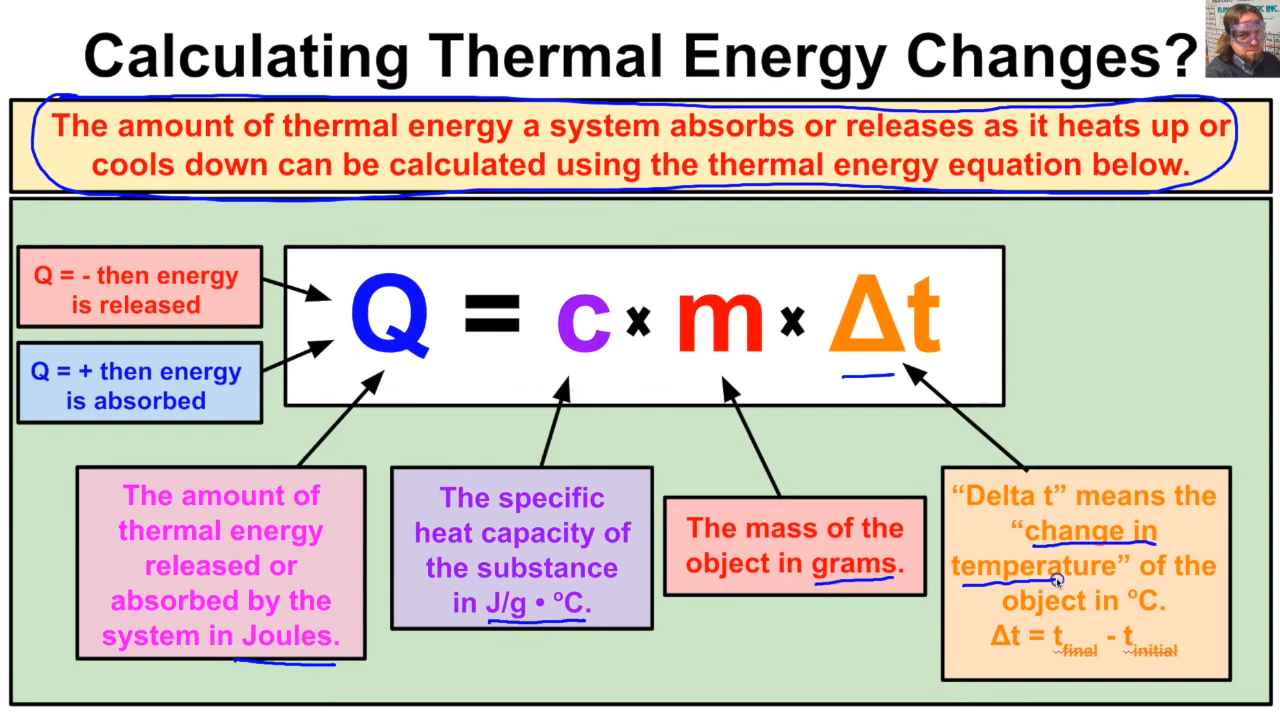 Calculating Thermal Energy Changes?
The amount of thermal energy a system absorbs or releases as it heats up or
cools down can be calculated using the thermal energy equation below.
Q = - then energy
is released
Q = + then energy
is absorbed
Q = c × m × Δt
The amount of
thermal energy
released or
absorbed by the
system in Joules.
The specific
heat capacity of
the substance
in J/g • °C.
The mass of the
object in grams.
“Delta t” means the
“change in
temperature” of the
object in °C.
Δt = tfinal - tinitial